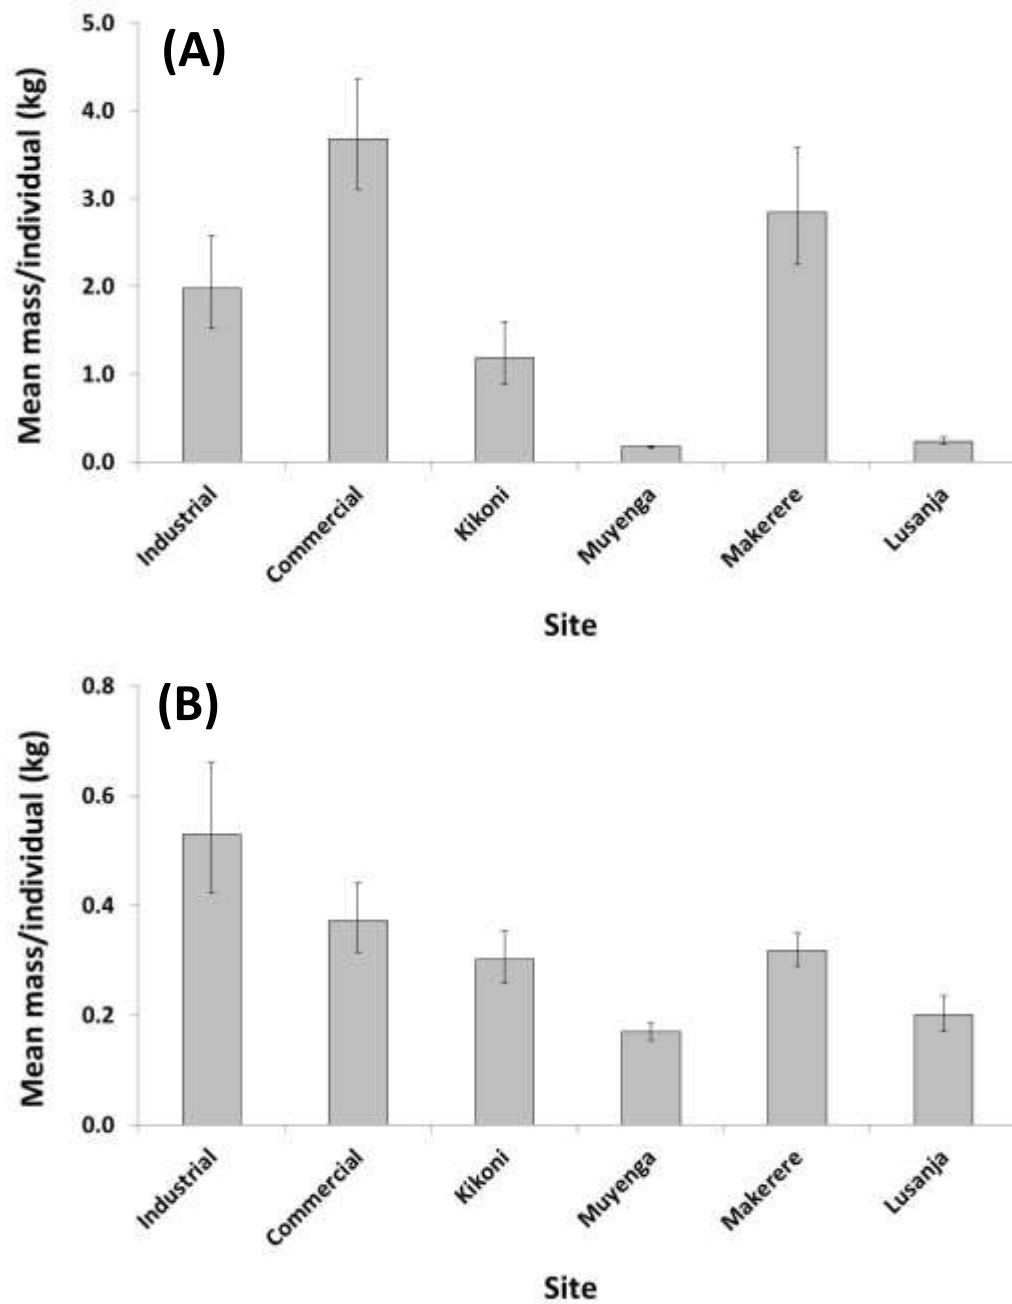 (A)
Mean mass/individual (kg)
5.0
4.0
3.0
2.0
1.0
0.0
Industrial
Commercial
Kikoni
Muyenga
Makerere
Lusanja
Site
(B)
Mean mass/individual (kg)
0.8
0.6
0.4
0.2
0.0
Industrial
Commercial
Kikoni
Muyenga
Makerere
Lusanja
Site